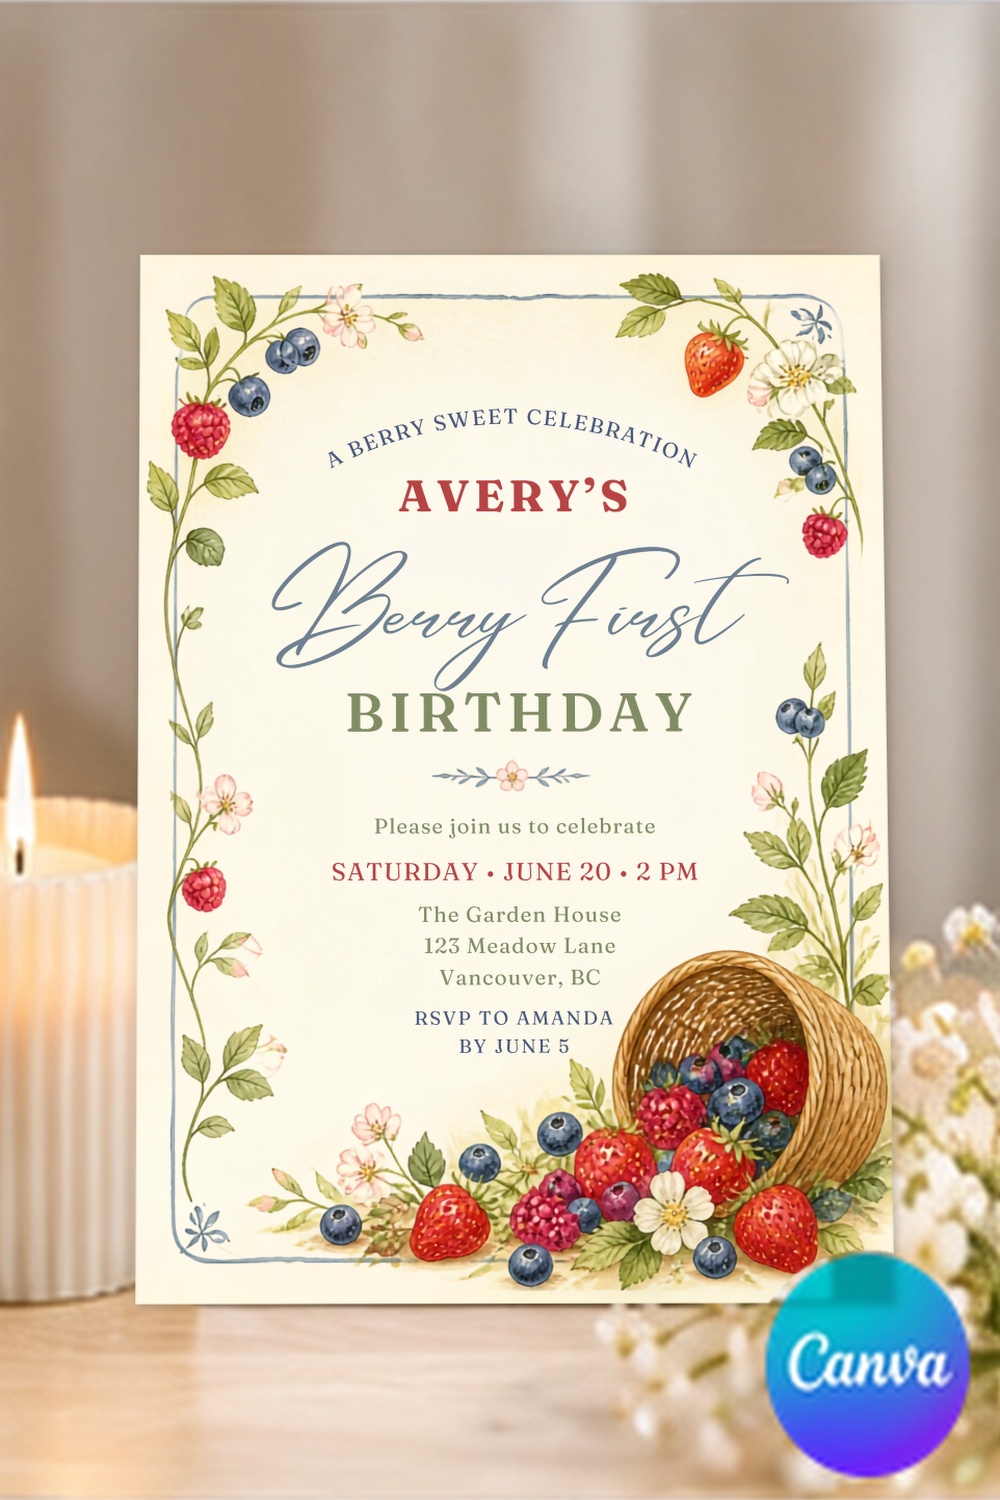 A BERRY SWEET CELEBRATION
AVERY'S
Berry First
BIRTHDAY
Please join us to celebrate
SATURDAY • JUNE 20 • 2 PM
The Garden House
123 Meadow Lane
Vancouver, BC
RSVP TO AMANDA
BY JUNE 5
Canva